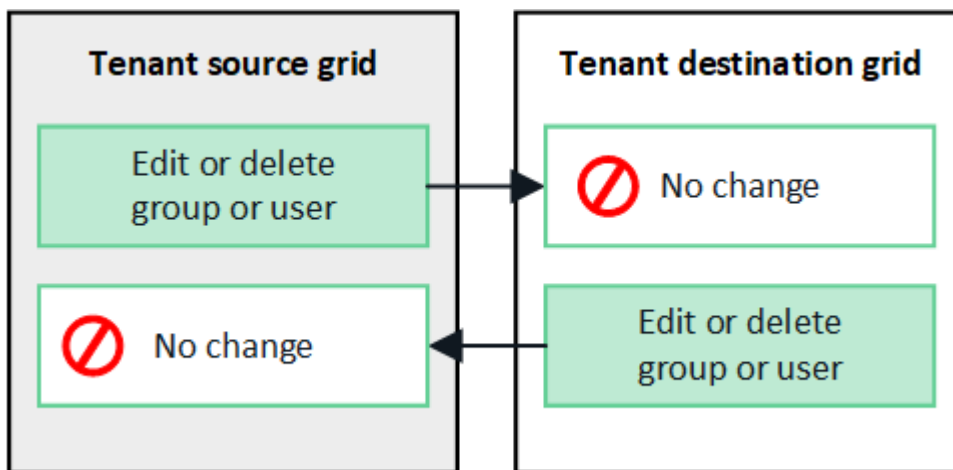 Tenant source grid
Edit or delete
group or user
No change
Tenant destination grid
No change
Edit or delete
group or user